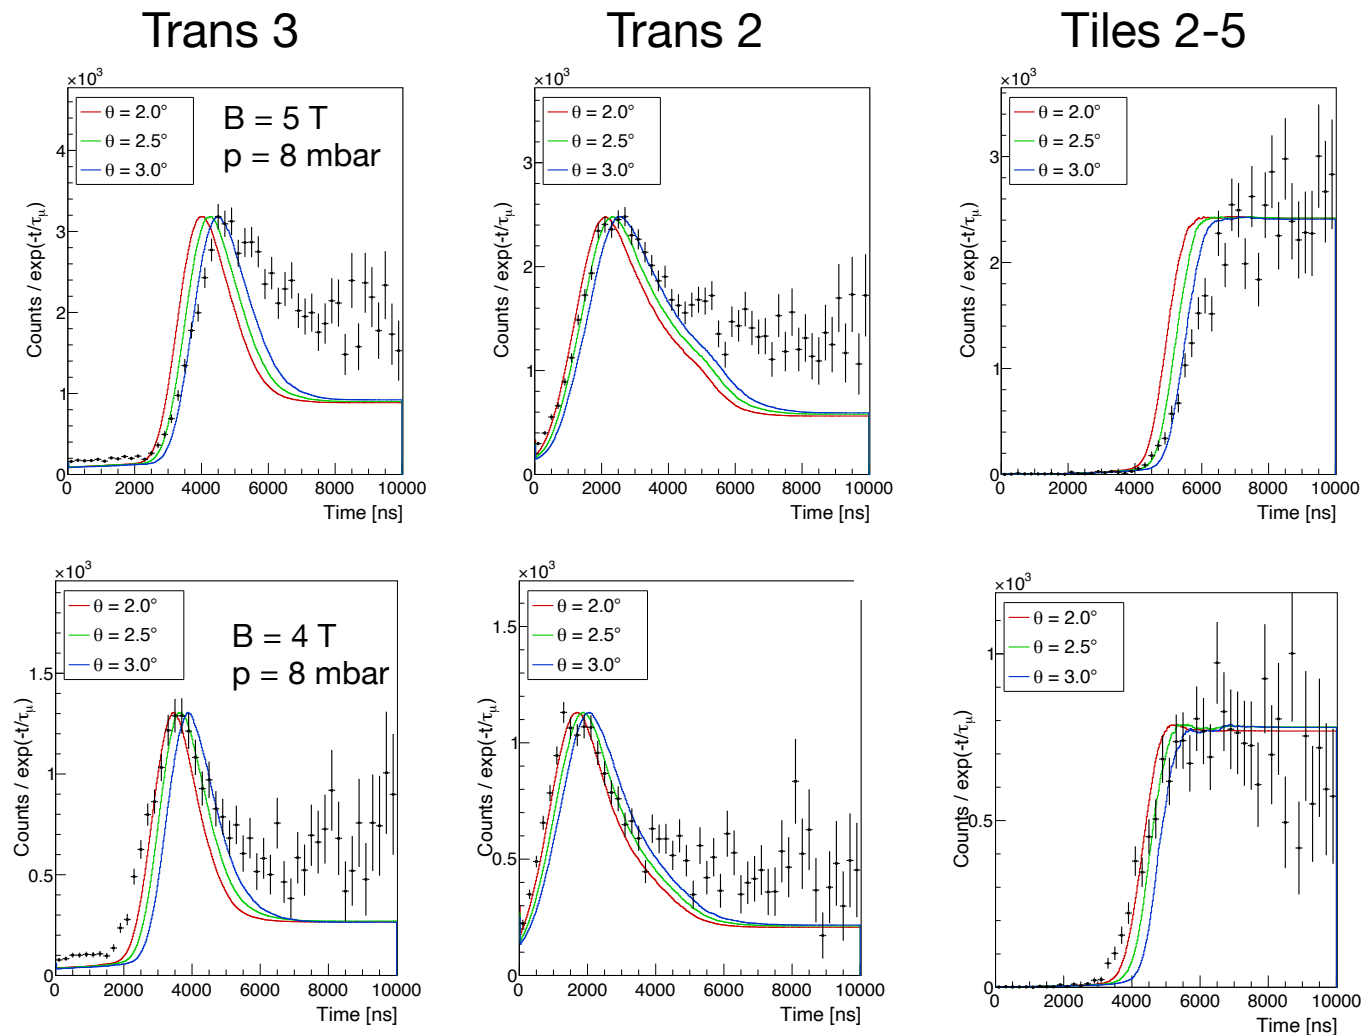 Trans 3
Trans 2
Tiles 2-5
×10³
θ = 2.0°
θ = 2.5°
θ = 3.0°
B = 5 T
p = 8 mbar
Counts / exp(-t/τμ)
4
3
2
1
0
0 2000 4000 6000 8000 10000
Time [ns]
×10³
θ = 2.0°
θ = 2.5°
θ = 3.0°
Counts / exp(-t/τμ)
3
2
1
0
0 2000 4000 6000 8000 10000
Time [ns]
×10³
θ = 2.0°
θ = 2.5°
θ = 3.0°
Counts / exp(-t/τμ)
3
2
1
0
0 2000 4000 6000 8000 10000
Time [ns]
×10³
θ = 2.0°
θ = 2.5°
θ = 3.0°
B = 4 T
p = 8 mbar
Counts / exp(-t/τμ)
1.5
1
0.5
0
0 2000 4000 6000 8000 10000
Time [ns]
×10³
θ = 2.0°
θ = 2.5°
θ = 3.0°
Counts / exp(-t/τμ)
1.5
1
0.5
0
0 2000 4000 6000 8000 10000
Time [ns]
×10³
θ = 2.0°
θ = 2.5°
θ = 3.0°
Counts / exp(-t/τμ)
1
0.5
0
0 2000 4000 6000 8000 10000
Time [ns]